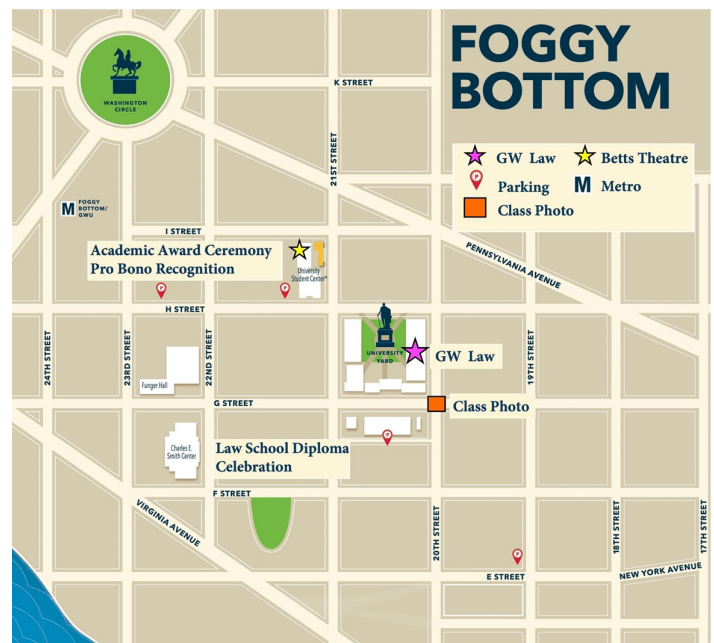 FOGGY
BOTTOM
WASHINGTON
CIRCLE
K STREET
21ST STREET
GW Law
Betts Theatre
P
Parking
M
Metro
Class Photo
M
FOGGY
BOTTOM/
GWU
I STREET
PENNSYLVANIA AVENUE
Academic Award Ceremony
Pro Bono Recognition
University
Student Center*
P
P
H STREET
24TH STREET
23RD STREET
22ND STREET
19TH STREET
UNIVERSITY
YARD
GW Law
Funger Hall
G STREET
Class Photo
Charles E.
Smith Center
Law School Diploma
Celebration
P
F STREET
VIRGINIA AVENUE
20TH STREET
18TH STREET
17TH STREET
P
E STREET
NEW YORK AVENUE